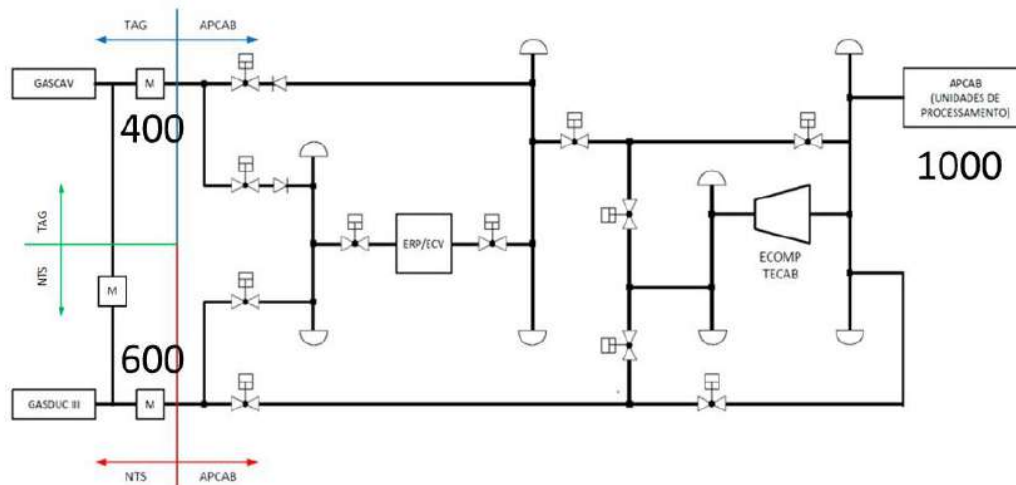 TAG APCAB
GASCAV
M
400
APCAB
(UNIDADES DE
PROCESSAMENTO)
1000
TAG
NTS
M
ERP/ECV
ECOMP
TECAB
600
GASDUC III
M
NTS APCAB